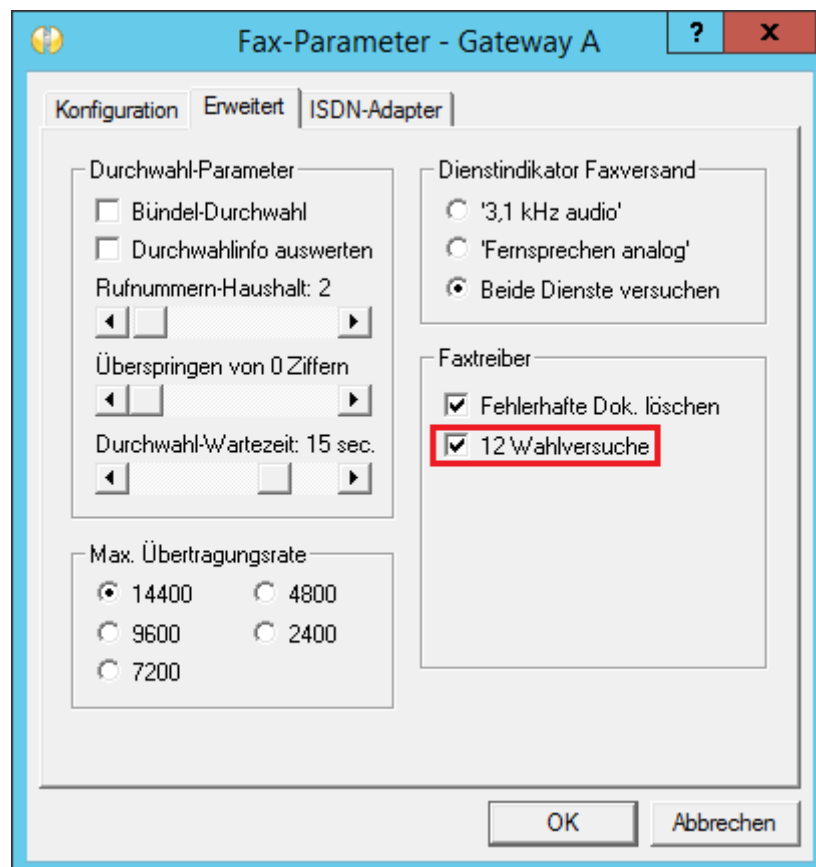 Fax-Parameter - Gateway A
?
x
Konfiguration
Erweitert
ISDN-Adapter
Durchwahl-Parameter
Bündel-Durchwahl
Durchwahlinfo auswerten
Rufnummern-Haushalt: 2
Überspringen von 0 Ziffern
Durchwahl-Wartezeit: 15 sec.
Max. Übertragungsrate
14400
4800
9600
2400
7200
Dienstindikator Faxversand
'3,1 kHz audio'
'Fernsprechen analog'
Beide Dienste versuchen
Faxtreiber
Fehlerhafte Dok. löschen
12 Wahlversuche
OK
Abbrechen